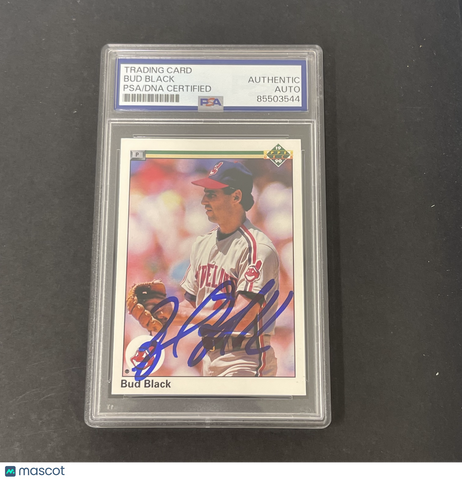 TRADING CARD
BUD BLACK
PSA/DNA CERTIFIED
AUTHENTIC
AUTO
85503544
PSA
P
Bud Black
mascot